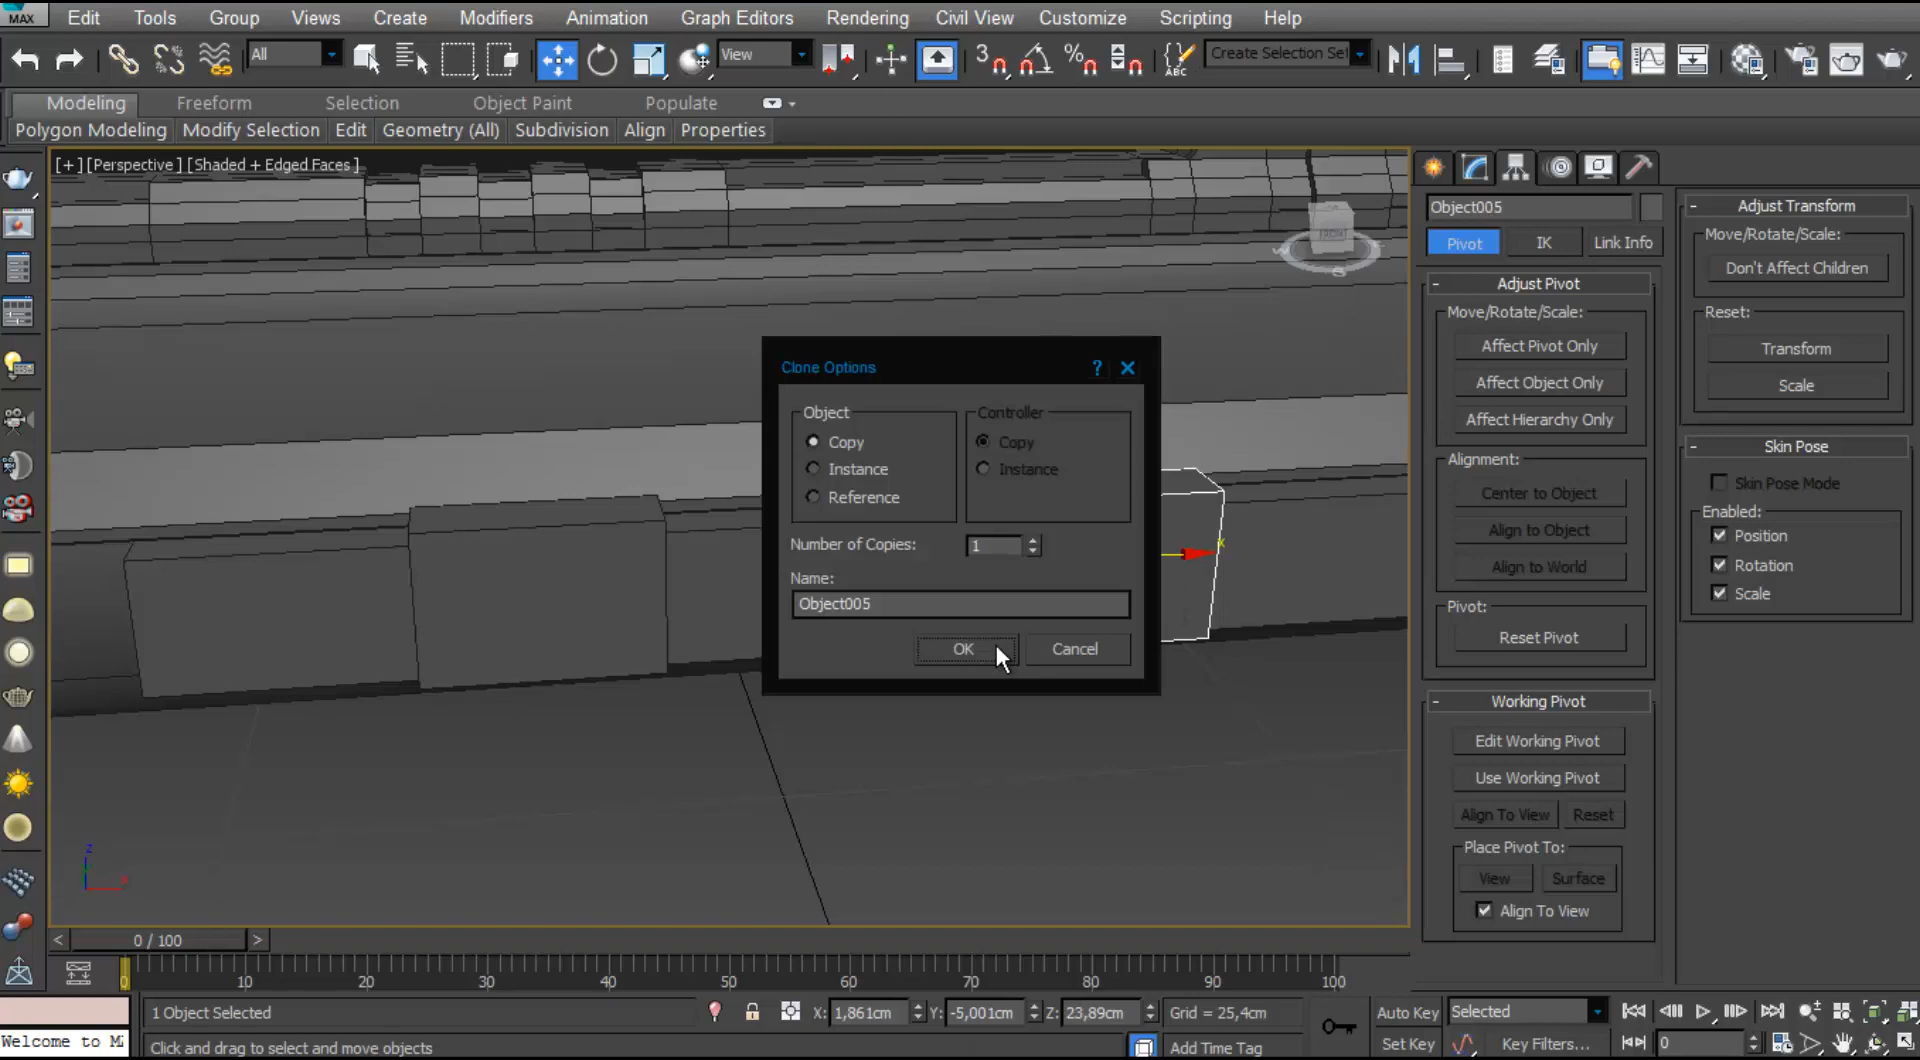 MAX Edit Tools Group Views Create Modifiers Animation Graph Editors Rendering Civil View Customize Scripting Help
All View 3 % ABC Create Selection Set
Modeling Freeform Selection Object Paint Populate
Polygon Modeling Modify Selection Edit Geometry (All) Subdivision Align Properties
[+][Perspective][Shaded + Edged Faces]
Object005
Pivot IK Link Info
- Adjust Pivot
Move/Rotate/Scale:
Affect Pivot Only
Affect Object Only
Affect Hierarchy Only
Alignment:
Center to Object
Align to Object
Align to World
Pivot:
Reset Pivot
- Working Pivot
Edit Working Pivot
Use Working Pivot
Align To View Reset
Place Pivot To:
View Surface
Align To View
- Adjust Transform
Move/Rotate/Scale:
Don't Affect Children
Reset:
Transform
Scale
- Skin Pose
Skin Pose Mode
Enabled:
Position
Rotation
Scale
Clone Options ?
Object Controller
Copy Copy
Instance Instance
Reference
Number of Copies: 1
Name:
Object005
OK Cancel
x
z
x
< 0 / 100 >
0 10 20 30 40 50 60 70 80 90 100
1 Object Selected X: 1,861cm Y: -5,001cm Z: 23,89cm Grid = 25,4cm Auto Key Selected
Welcome to M Click and drag to select and move objects Add Time Tag Set Key Key Filters... 0